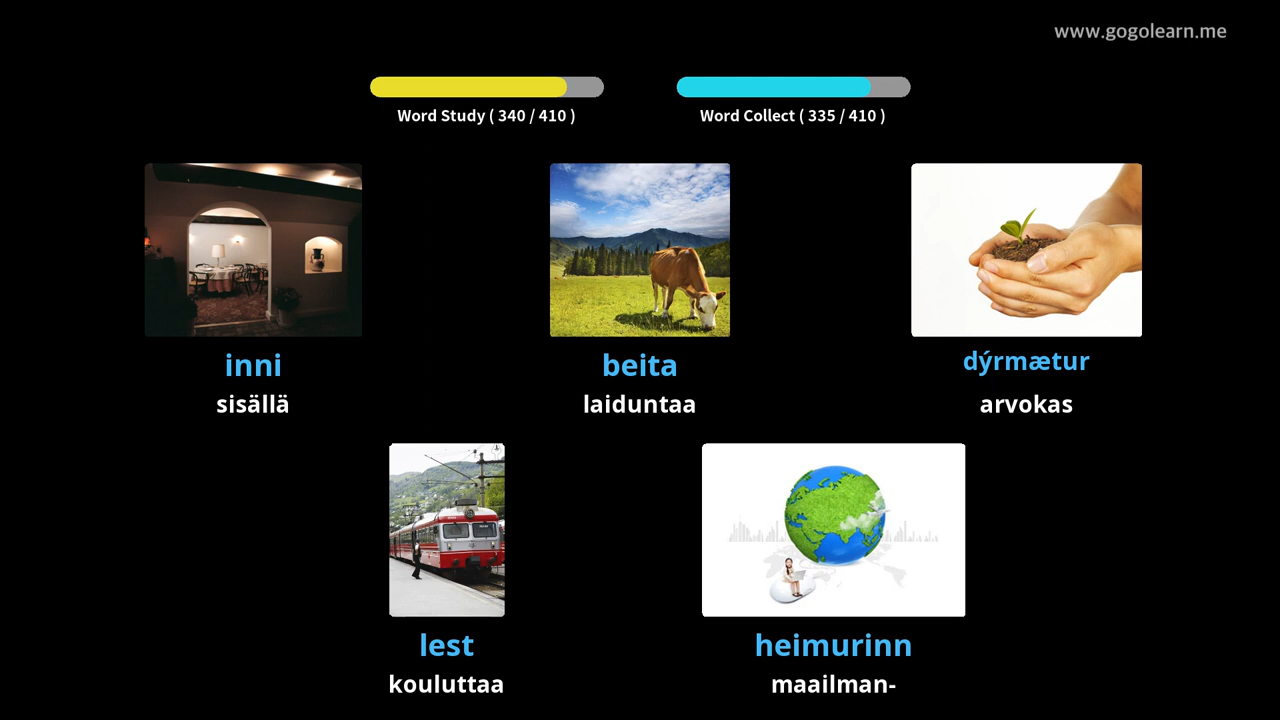 www.gogolearn.me
Word Study ( 340 / 410 )
Word Collect ( 335 / 410 )
inni
sisällä
beita
laiduntaa
dýrmætur
arvokas
lest
kouluttaa
heimurinn
maailman-